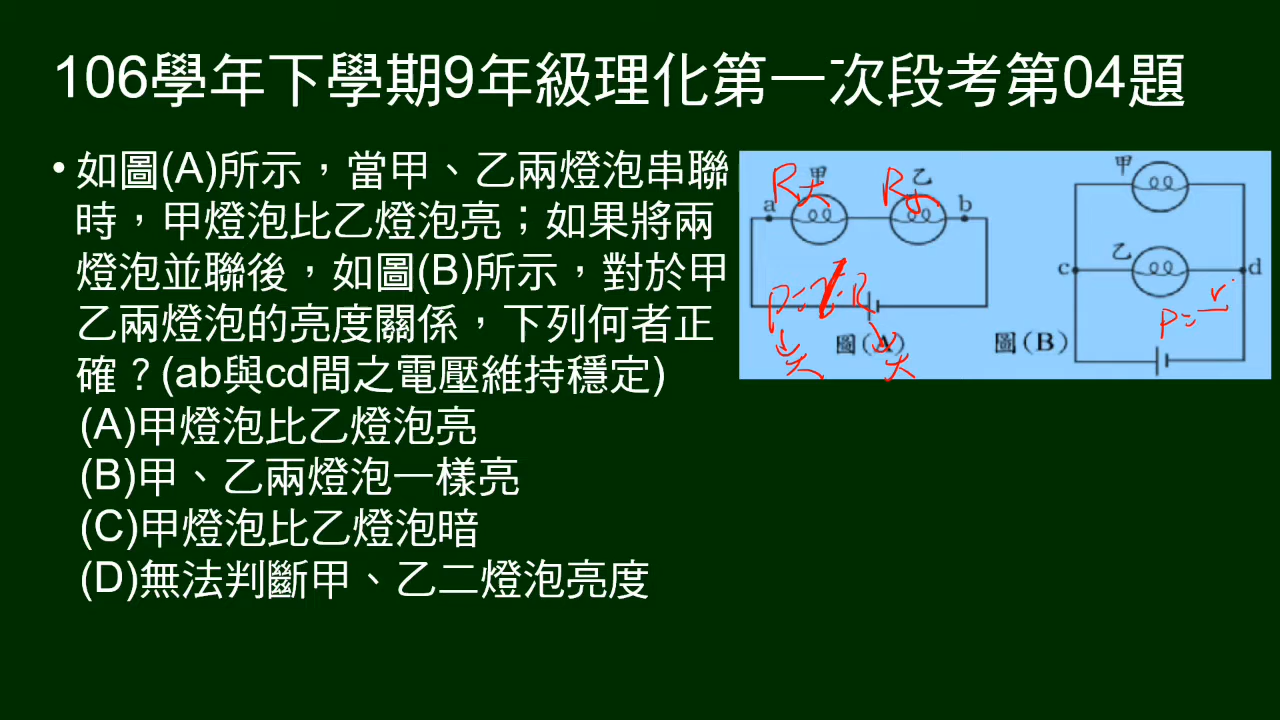 106學年下學期9年級理化第一次段考第04題
• 如圖(A)所示，當甲、乙兩燈泡串聯
時，甲燈泡比乙燈泡亮；如果將兩
燈泡並聯後，如圖(B)所示，對於甲
乙兩燈泡的亮度關係，下列何者正
確？(ab與cd間之電壓維持穩定)
(A)甲燈泡比乙燈泡亮
(B)甲、乙兩燈泡一樣亮
(C)甲燈泡比乙燈泡暗
(D)無法判斷甲、乙二燈泡亮度
R大 甲
R小 乙
a
b
圖(A)
大
大
甲
乙
c
d
P=
圖(B)